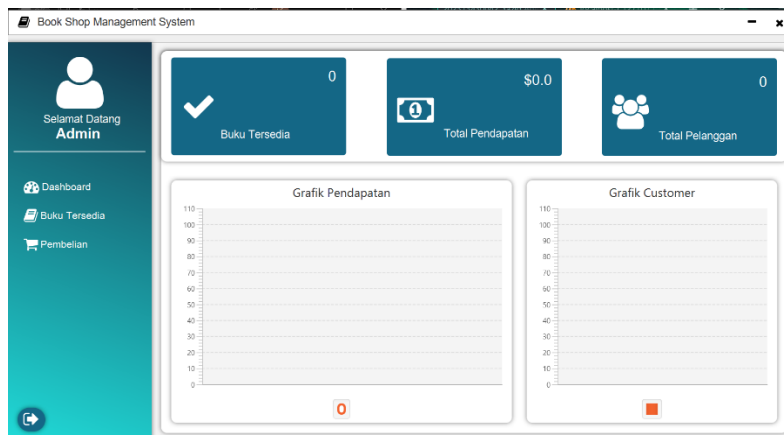 Book Shop Management System
Selamat Datang
Admin
Dashboard
Buku Tersedia
Pembelian
0
Buku Tersedia
$0.0
Total Pendapatan
0
Total Pelanggan
Grafik Pendapatan
110
100
90
80
70
60
50
40
30
20
10
0
Grafik Customer
110
100
90
80
70
60
50
40
30
20
10
0